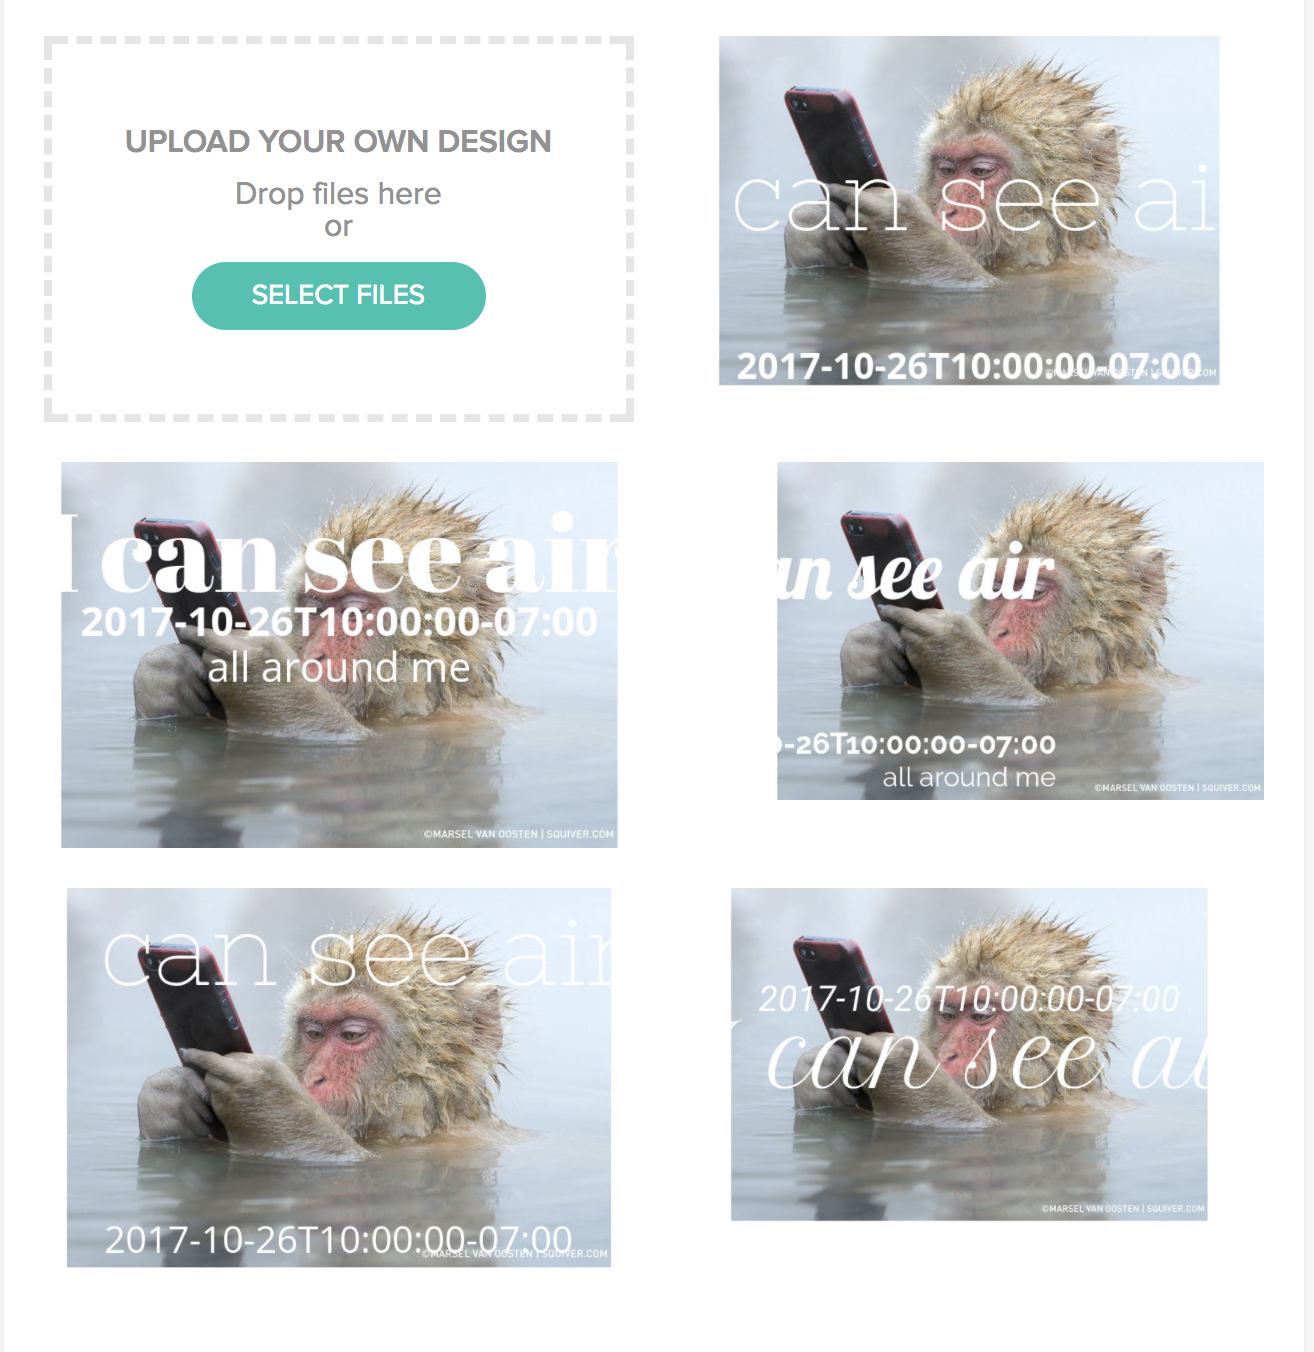 UPLOAD YOUR OWN DESIGN
Drop files here
or
SELECT FILES
can see ai
2017-10-26T10:00:00-07:00
©MARSEL VAN OOSTEN | SQUIVER.COM
I can see air
2017-10-26T10:00:00-07:00
all around me
©MARSEL VAN OOSTEN | SQUIVER.COM
an see air
0-26T10:00:00-07:00
all around me
©MARSEL VAN OOSTEN | SQUIVER.COM
can see air
2017-10-26T10:00:00-07:00
©MARSEL VAN OOSTEN | SQUIVER.COM
2017-10-26T10:00:00-07:00
can see ai
©MARSEL VAN OOSTEN | SQUIVER.COM